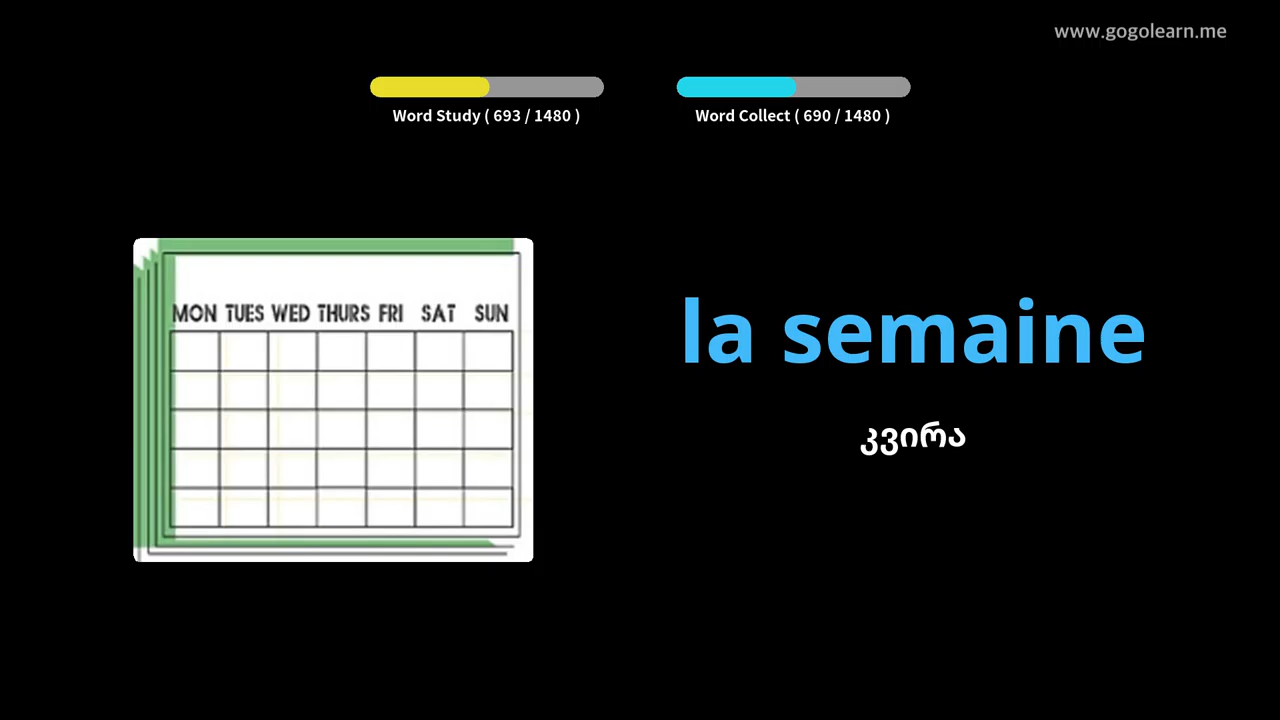 www.gogolearn.me
Word Study ( 693 / 1480 )
Word Collect ( 690 / 1480 )
MON TUES WED THURS FRI SAT SUN
la semaine
კვირა